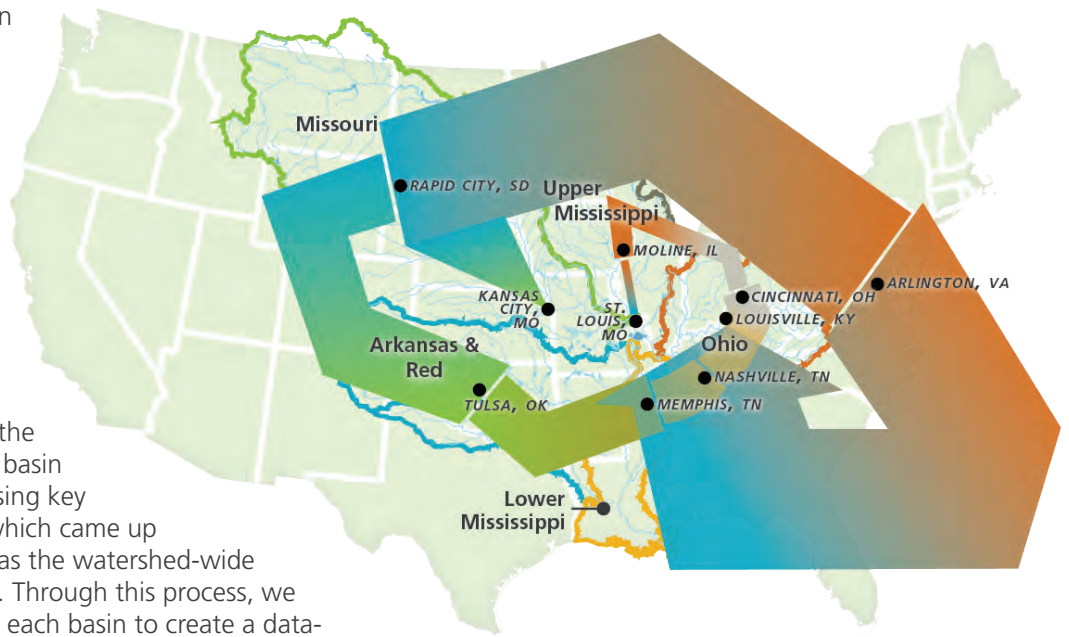 n
Missouri
RAPID CITY, SD
Upper
Mississippi
MOLINE, IL
KANSAS
CITY,
MO
ST.
LOUIS,
MO
CINCINNATI, OH
LOUISVILLE, KY
ARLINGTON, VA
Arkansas &
Red
Ohio
NASHVILLE, TN
TULSA, OK
MEMPHIS, TN
Lower
Mississippi
the
basin
sing key
which came up
as the watershed-wide
. Through this process, we
each basin to create a data-